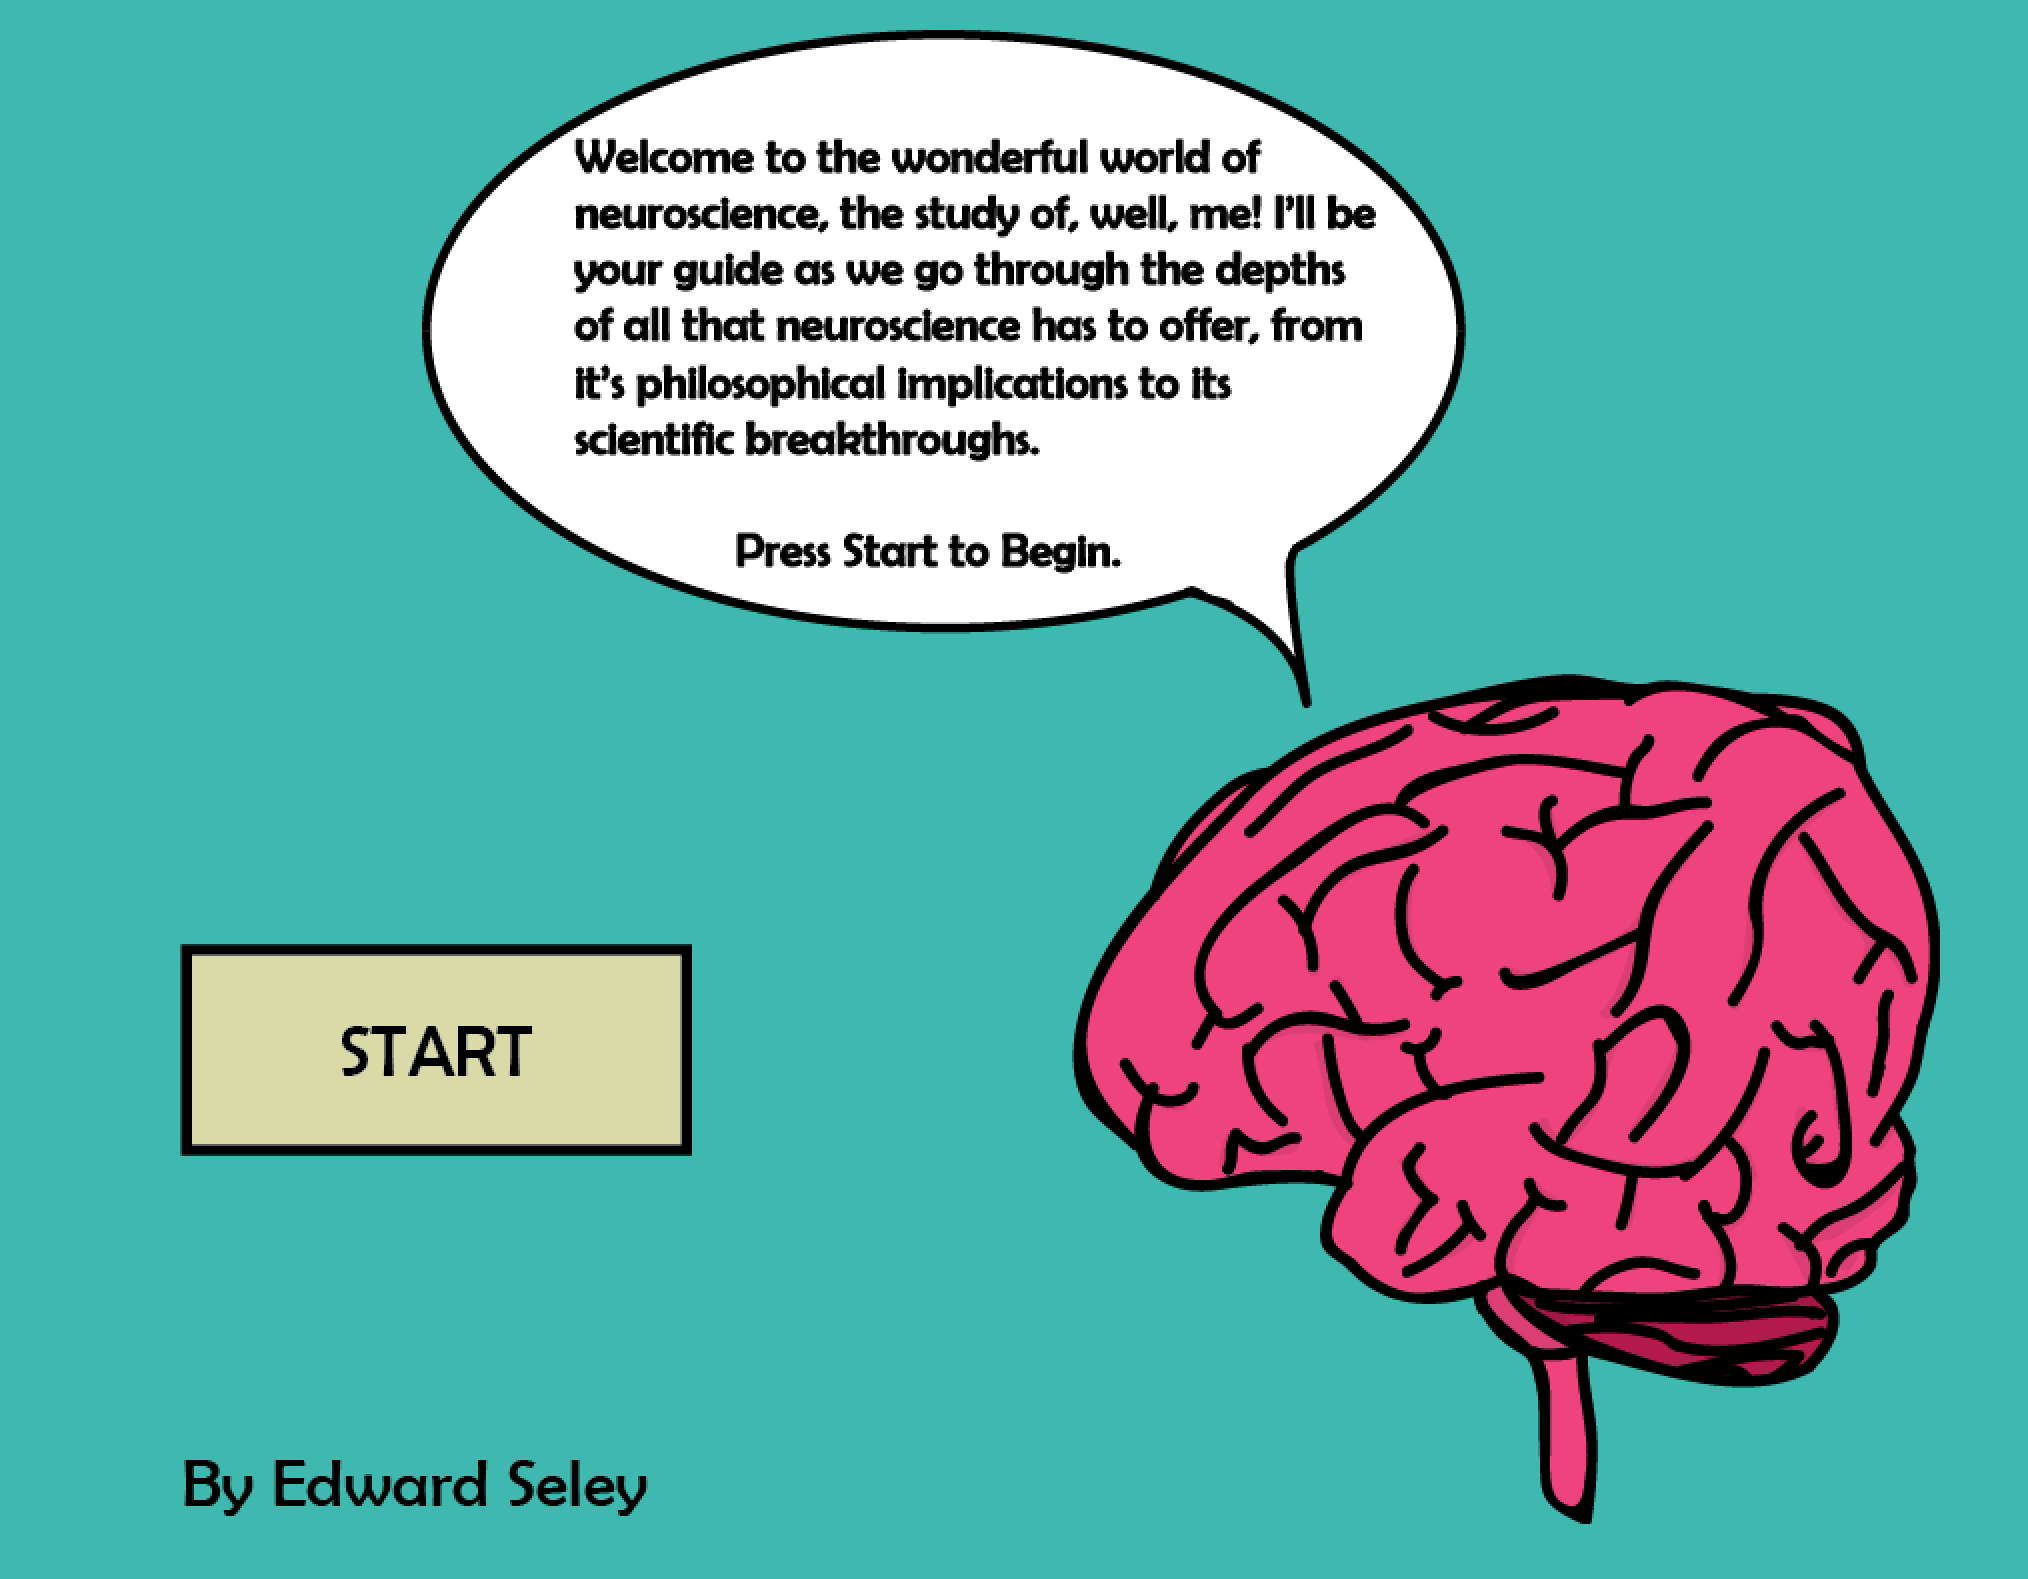 Welcome to the wonderful world of
neuroscience, the study of, well, me! I'll be
your guide as we go through the depths
of all that neuroscience has to offer, from
it's philosophical implications to its
scientific breakthroughs.
Press Start to Begin.
START
By Edward Seley